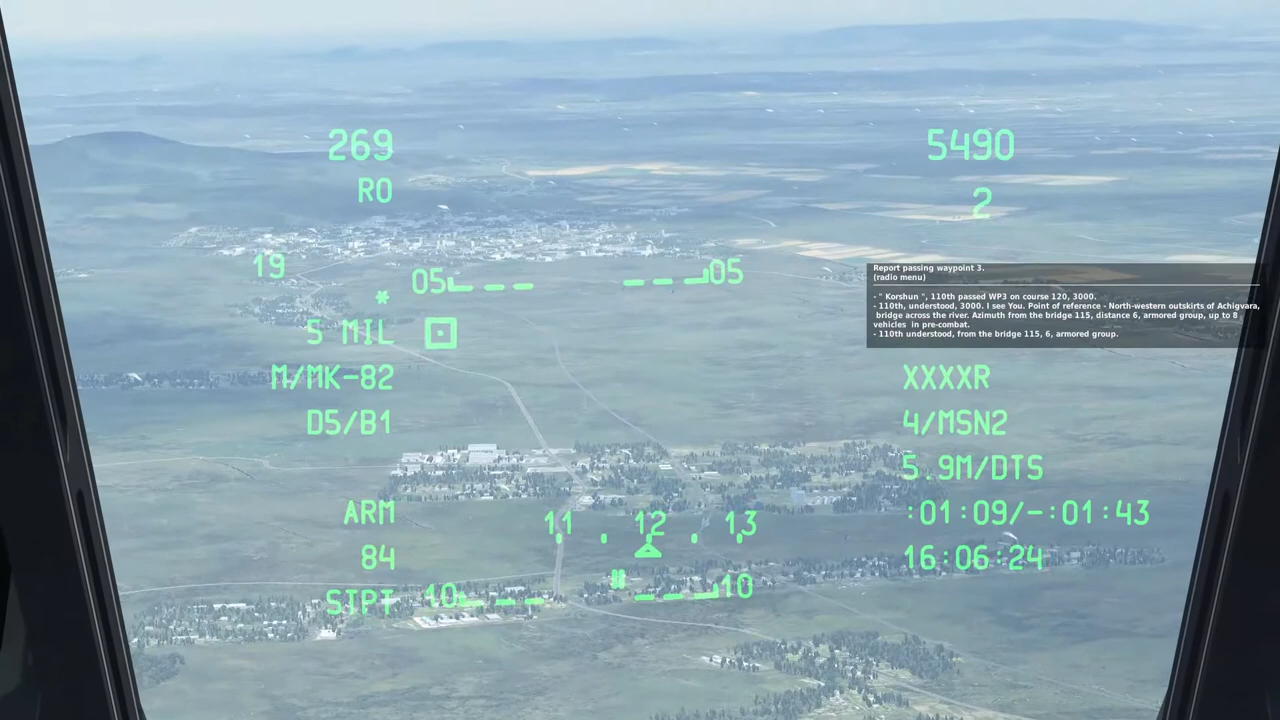 269
5490
RO
2
19
05
05
Report passing waypoint 3.
(radio menu)
- " Korshun ", 110th passed WP3 on course 120, 3000.
- 110th, understood, 3000. I see You. Point of reference - North-western outskirts of Achigvara,
bridge across the river. Azimuth from the bridge 115, distance 6, armored group, up to 8
vehicles in pre-combat.
- 110th understood, from the bridge 115, 6, armored group.
*
5 MIL
M/MK-82
XXXXR
D5/B1
4/MSN2
5.9M/DTS
ARM
11
12
13
:01:09/-:01:43
84
16:06:24
STPT
10
10